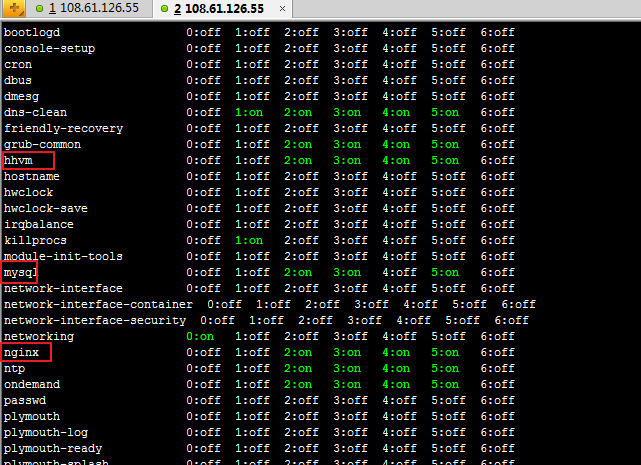 1 108.61.126.55 2 108.61.126.55 ×
bootlogd 0:off 1:off 2:off 3:off 4:off 5:off 6:off
console-setup 0:off 1:off 2:off 3:off 4:off 5:off 6:off
cron 0:off 1:off 2:off 3:off 4:off 5:off 6:off
dbus 0:off 1:off 2:off 3:off 4:off 5:off 6:off
dmesg 0:off 1:off 2:off 3:off 4:off 5:off 6:off
dns-clean 0:off 1:on 2:on 3:on 4:on 5:on 6:off
friendly-recovery 0:off 1:off 2:off 3:off 4:off 5:off 6:off
grub-common 0:off 1:off 2:on 3:on 4:on 5:on 6:off
hhvm 0:off 1:off 2:on 3:on 4:on 5:on 6:off
hostname 0:off 1:off 2:off 3:off 4:off 5:off 6:off
hwclock 0:off 1:off 2:off 3:off 4:off 5:off 6:off
hwclock-save 0:off 1:off 2:off 3:off 4:off 5:off 6:off
irqbalance 0:off 1:off 2:off 3:off 4:off 5:off 6:off
killprocs 0:off 1:on 2:off 3:off 4:off 5:off 6:off
module-init-tools 0:off 1:off 2:off 3:off 4:off 5:off 6:off
mysql 0:off 1:off 2:on 3:on 4:off 5:on 6:off
network-interface 0:off 1:off 2:off 3:off 4:off 5:off 6:off
network-interface-container 0:off 1:off 2:off 3:off 4:off 5:off 6:off
network-interface-security 0:off 1:off 2:off 3:off 4:off 5:off 6:off
networking 0:on 1:off 2:off 3:off 4:off 5:off 6:off
nginx 0:off 1:off 2:on 3:on 4:on 5:on 6:off
ntp 0:off 1:off 2:on 3:on 4:on 5:on 6:off
ondemand 0:off 1:off 2:on 3:on 4:on 5:on 6:off
passwd 0:off 1:off 2:off 3:off 4:off 5:off 6:off
plymouth 0:off 1:off 2:off 3:off 4:off 5:off 6:off
plymouth-log 0:off 1:off 2:off 3:off 4:off 5:off 6:off
plymouth-ready 0:off 1:off 2:off 3:off 4:off 5:off 6:off
plymouth-splash 0:off 1:off 2:off 3:off 4:off 5:off 6:off